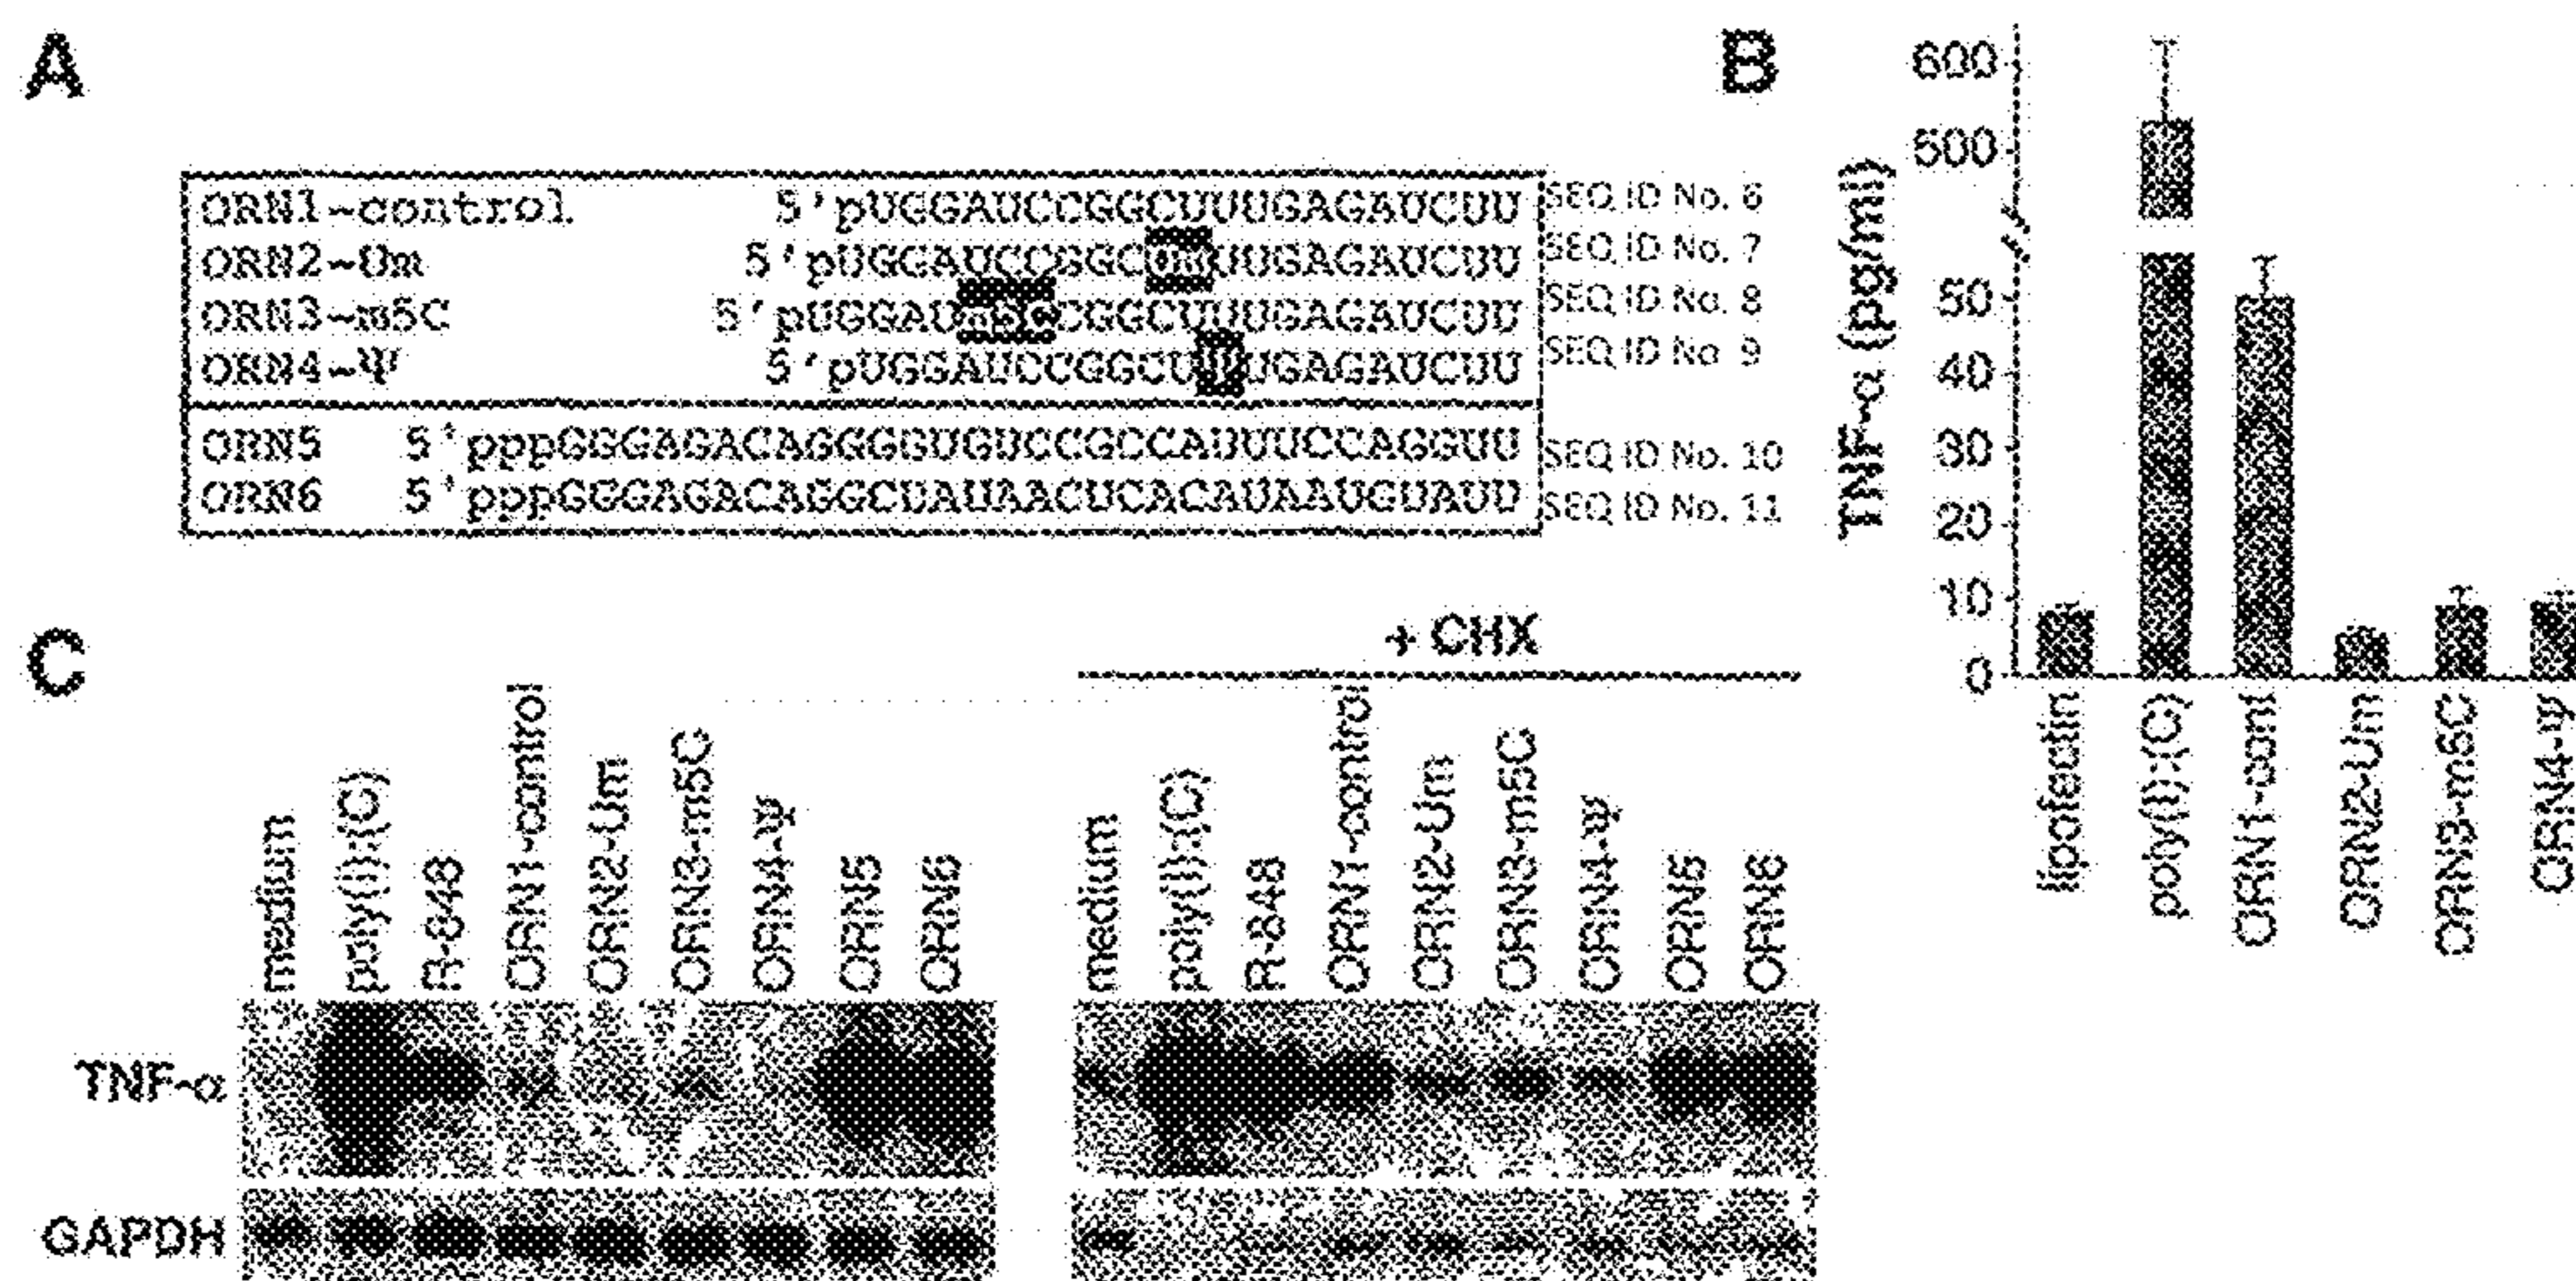 A
ORN1-control 5'pUGGAUCCGGCUUUGAGAUCUU SEQ ID No. 6
ORN2-Um 5'pUGGAUCCGGCUmUUGAGAUCUU SEQ ID No. 7
ORN3-m5C 5'pUGGAUm5CCGGCUUUGAGAUCUU SEQ ID No. 8
ORN4-Ψ 5'pUGGAUCCGGCUΨUGAGAUCUU SEQ ID No 9
ORN5 5'pppGGGAGACAGGGGUGUCCGCCAUUUCCAGGUU SEQ ID No. 10
ORN6 5'pppGGGAGACAGGCUAUAACUCACAUAAUGUAUU SEQ ID No. 11
B
TNF-α (pg/ml)
600
500
50
40
30
20
10
0
lipofectin
poly(I):(C)
ORN1-cont
ORN2-Um
ORN3-m5C
ORN4-ψ
C
+ CHX
medium
poly(I):(C)
R-848
ORN1-control
ORN2-Um
ORN3-m5C
ORN4-ψ
ORN5
ORN6
medium
poly(I):(C)
R-848
ORN1-control
ORN2-Um
ORN3-m5C
ORN4-ψ
ORN5
ORN6
TNF-α
GAPDH